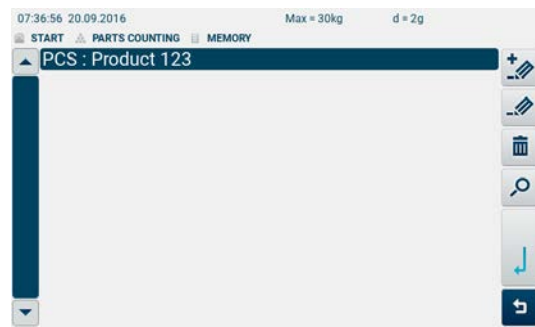 07:36:56 20.09.2016 Max = 30kg d = 2g
START PARTS COUNTING MEMORY
PCS : Product 123